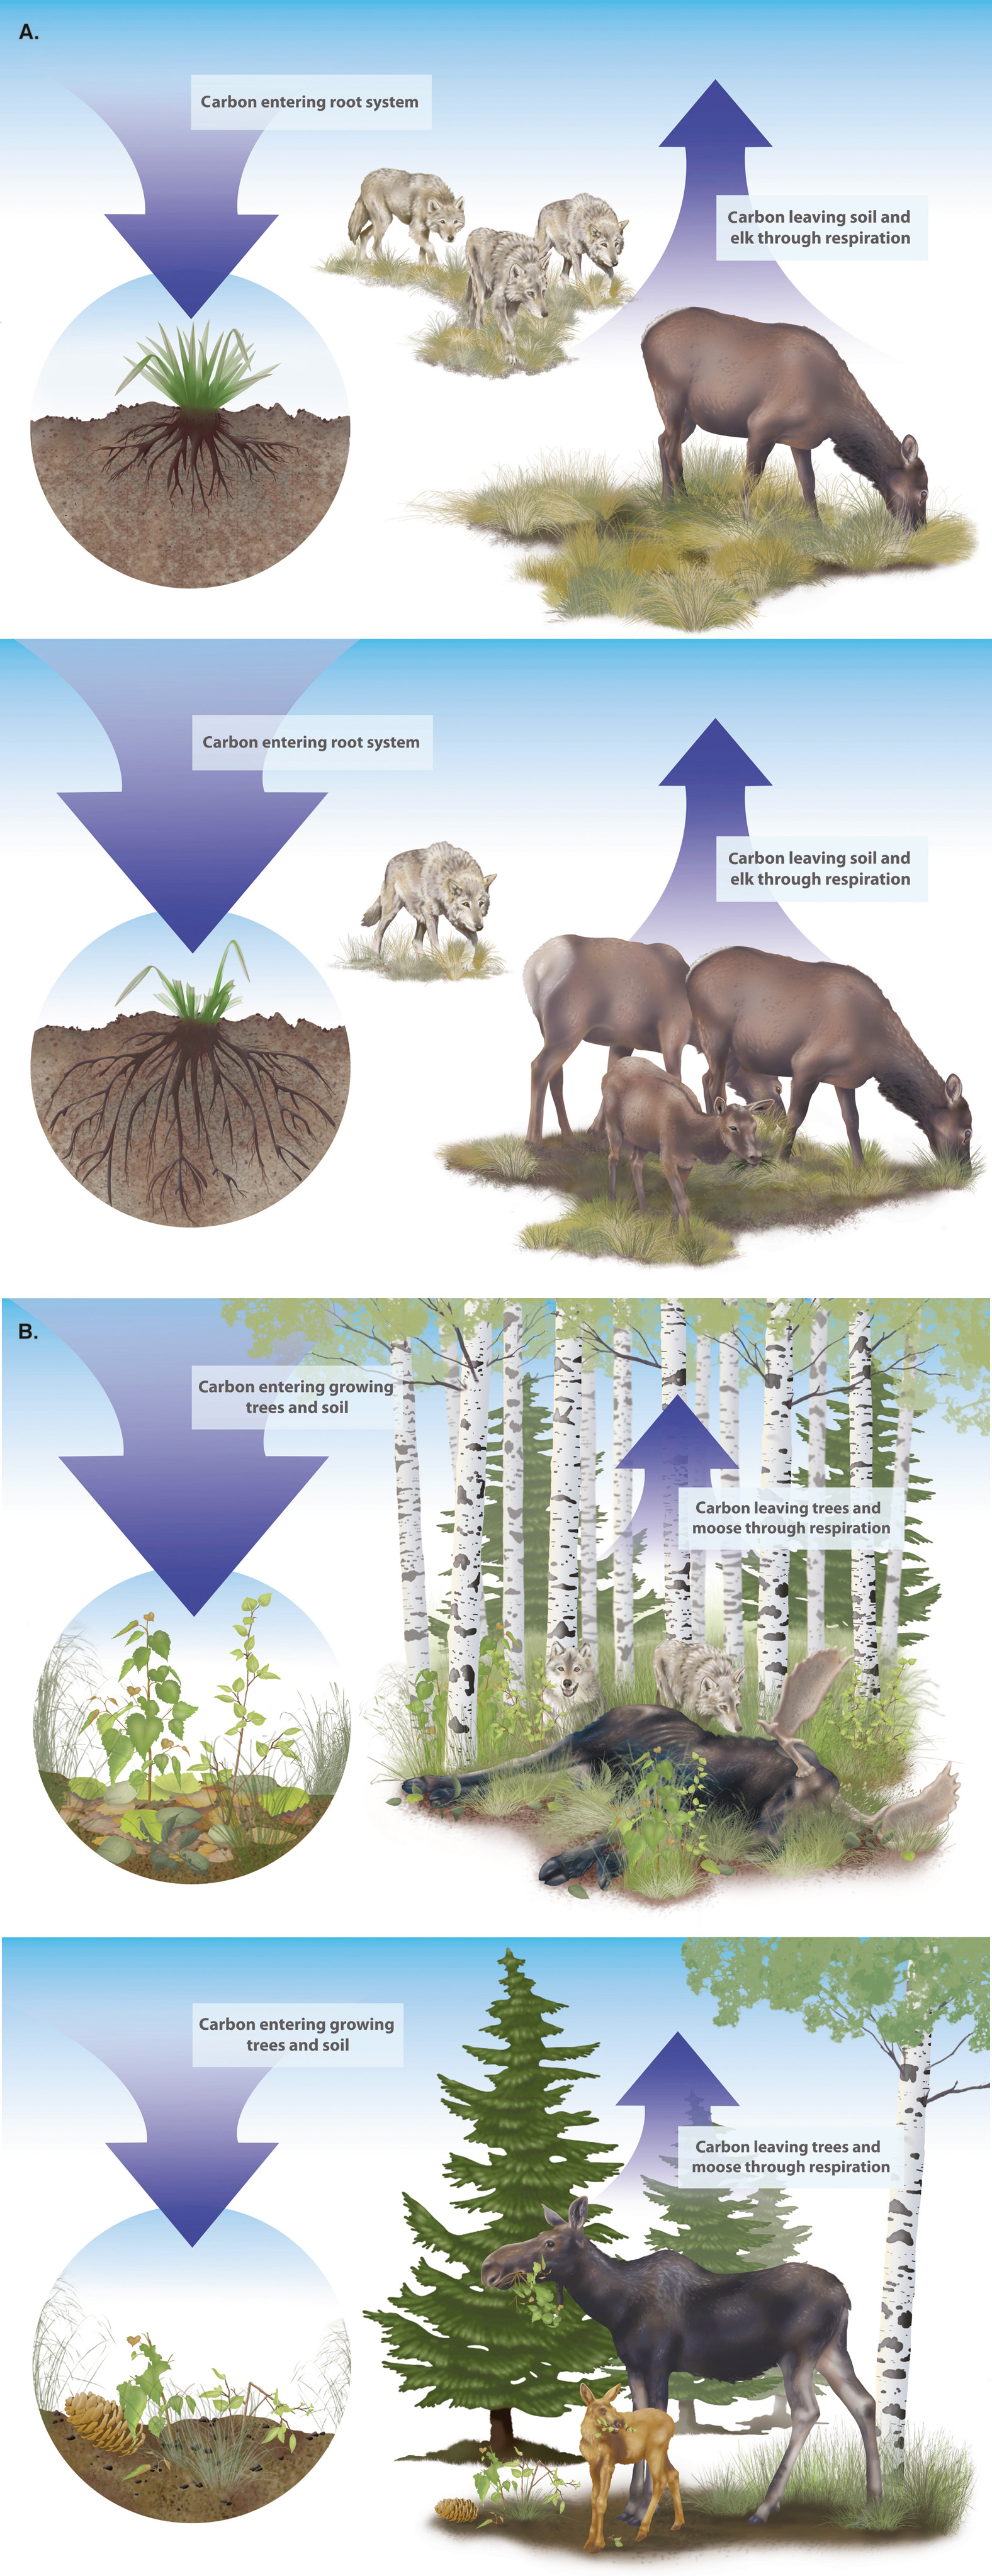 A.
Carbon entering root system
Carbon leaving soil and
elk through respiration
Carbon entering root system
Carbon leaving soil and
elk through respiration
B.
Carbon entering growing
trees and soil
Carbon leaving trees and
moose through respiration
Carbon entering growing
trees and soil
Carbon leaving trees and
moose through respiration